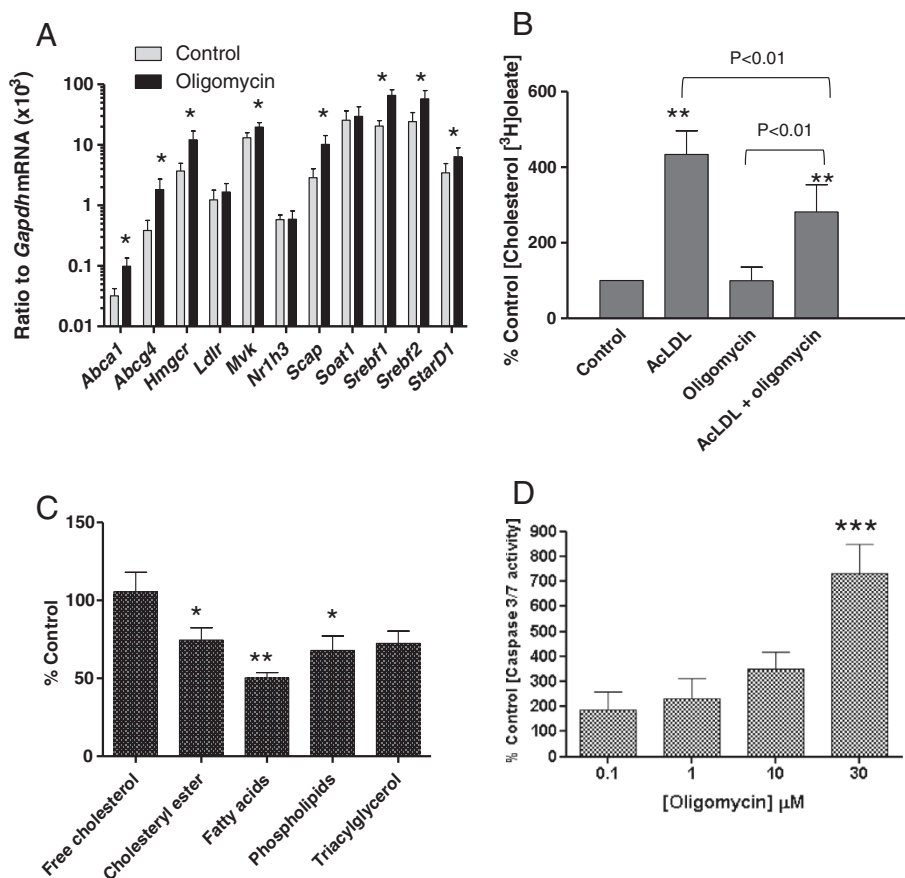 A
Control
Oligomycin
Ratio to Gapdh mRNA (x10³)
100
10
1
0.1
0.01
*
*
*
*
*
*
*
*
Abca1
Abcg4
Hmgcr
Ldlr
Mvk
Nr1h3
Scap
Soat1
Srebf1
Srebf2
StarD1
B
P<0.01
P<0.01
**
**
% Control [Cholesterol [³H]oleate]
600
400
200
0
Control
AcLDL
Oligomycin
AcLDL + oligomycin
C
% Control
150
100
50
0
*
**
*
Free cholesterol
Cholesteryl ester
Fatty acids
Phospholipids
Triacylglycerol
D
% Control [Caspase 3/7 activity]
900
800
700
600
500
400
300
200
100
0
***
0.1
1
10
30
[Oligomycin] μM